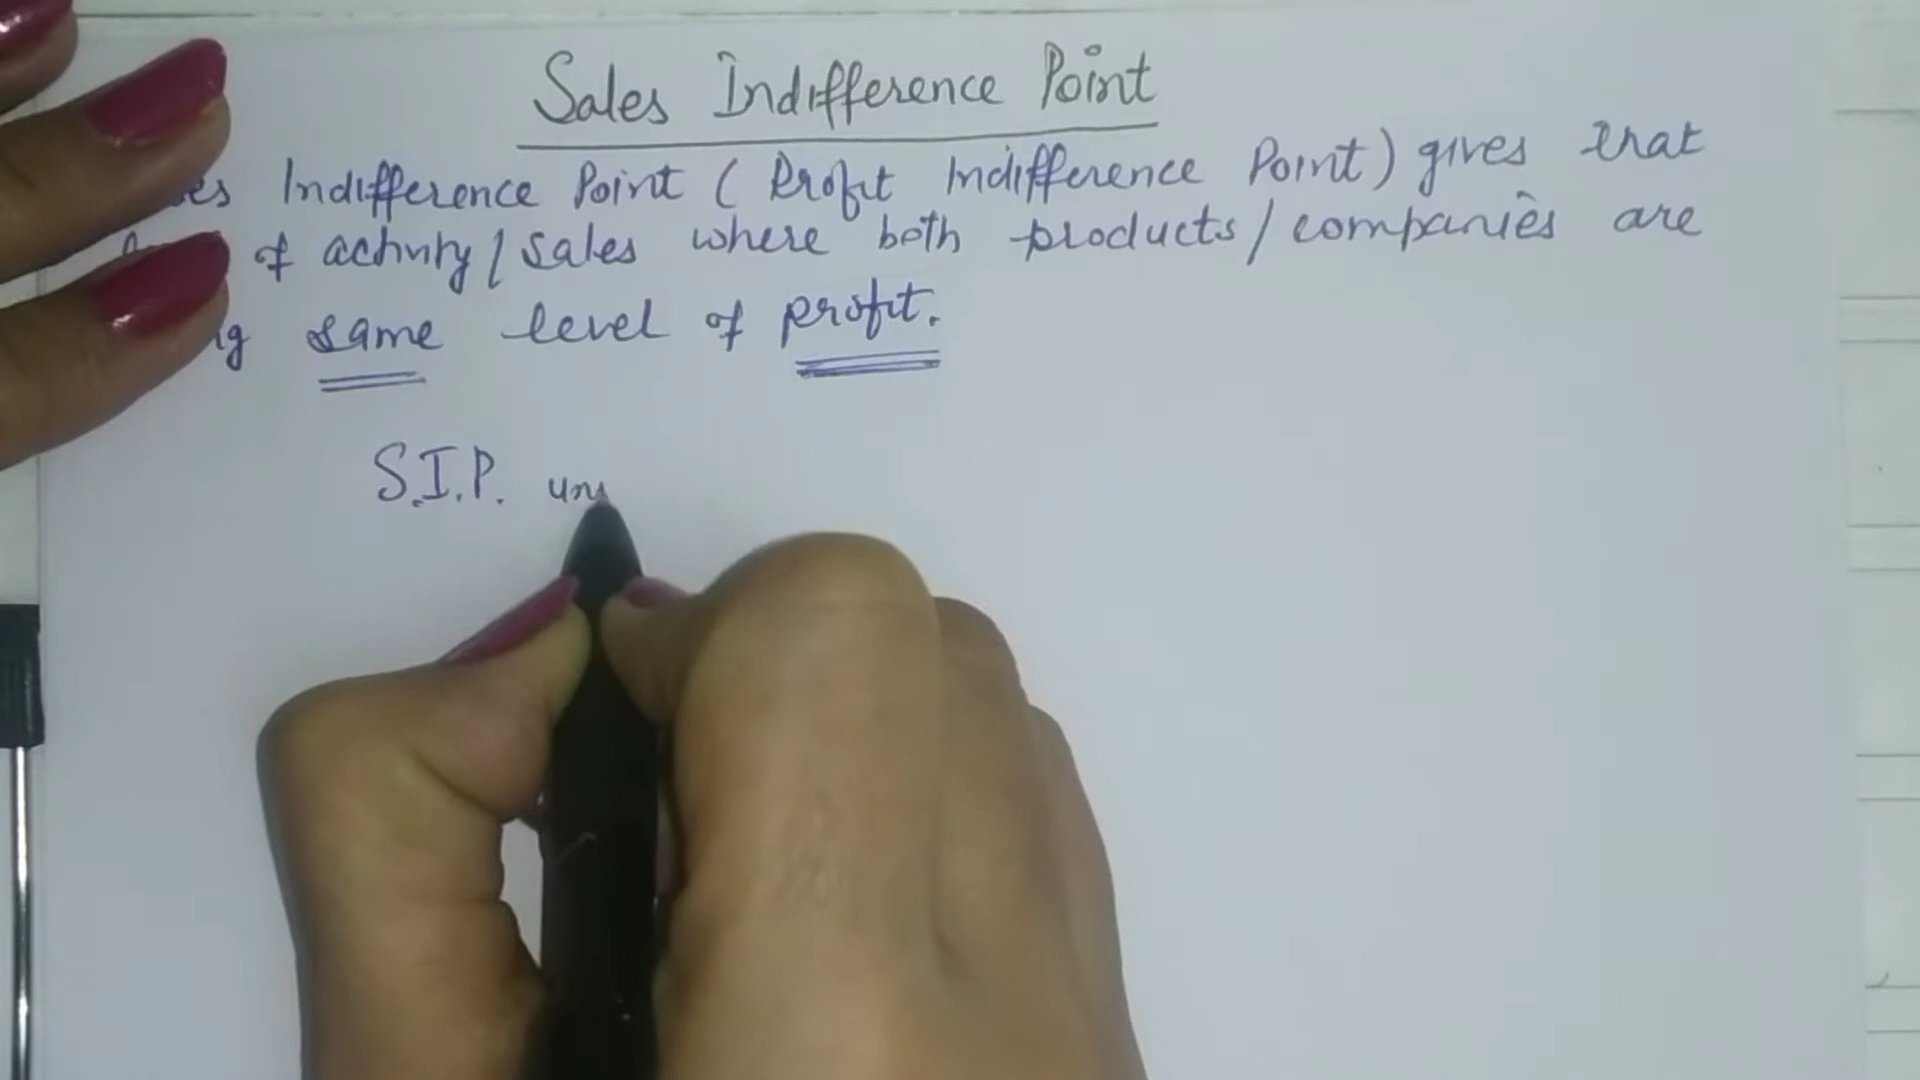 Sales Indifference Point
Indifference Point ( Profit Indifference Point) gives that
of activity / sales where both products / companies are
same level of profit.
S.I.P.